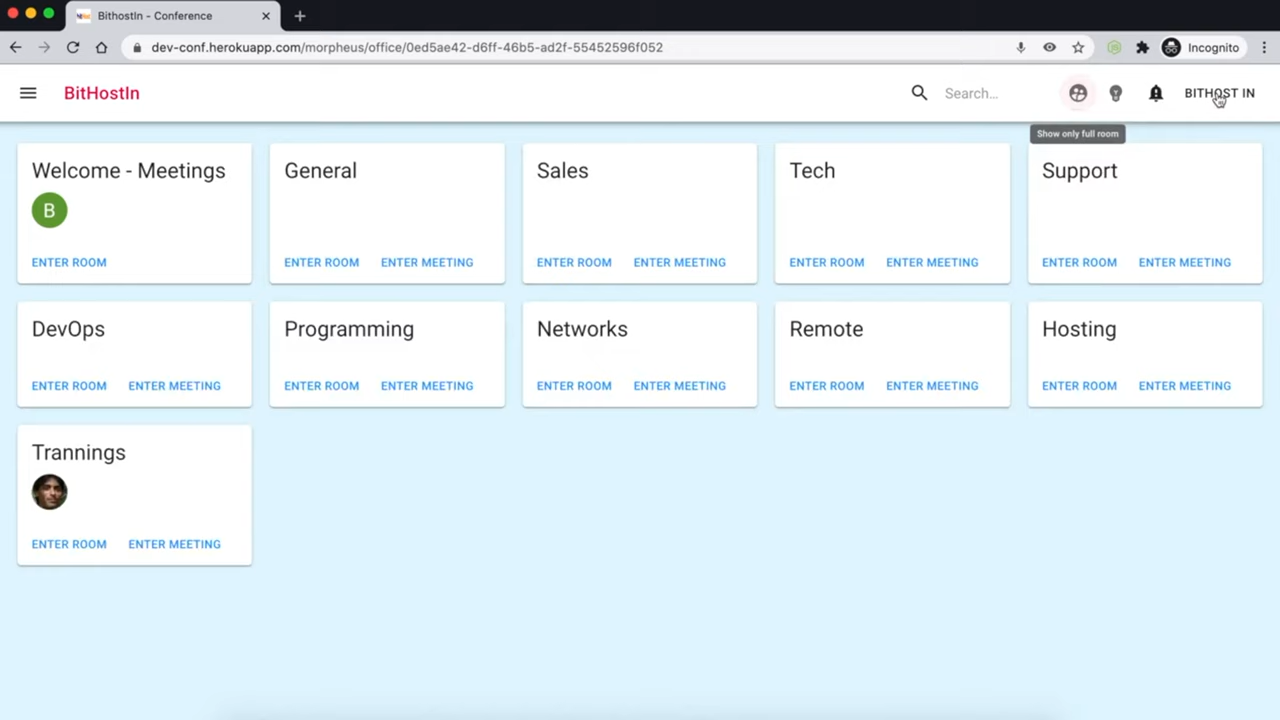 BithostIn - Conference
dev-conf.herokuapp.com/morpheus/office/0ed5ae42-d6ff-46b5-ad2f-55452596f052
Incognito
BitHostIn
Search…
BITHOST IN
Show only full room
Welcome - Meetings
B
ENTER ROOM
General
ENTER ROOM ENTER MEETING
Sales
ENTER ROOM ENTER MEETING
Tech
ENTER ROOM ENTER MEETING
Support
ENTER ROOM ENTER MEETING
DevOps
ENTER ROOM ENTER MEETING
Programming
ENTER ROOM ENTER MEETING
Networks
ENTER ROOM ENTER MEETING
Remote
ENTER ROOM ENTER MEETING
Hosting
ENTER ROOM ENTER MEETING
Trannings
ENTER ROOM ENTER MEETING